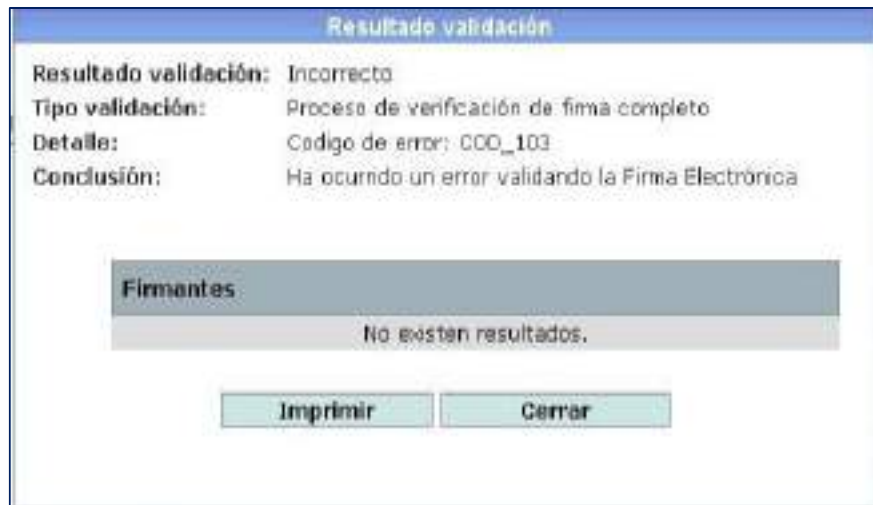 Resultado validación
Resultado validación: Incorrecto
Tipo validación: Proceso de verificación de firma completo
Detalle: Codigo de error: COD_103
Conclusión: Ha ocurrido un error validando la Firma Electrónica
Firmantes
No existen resultados.
Imprimir Cerrar